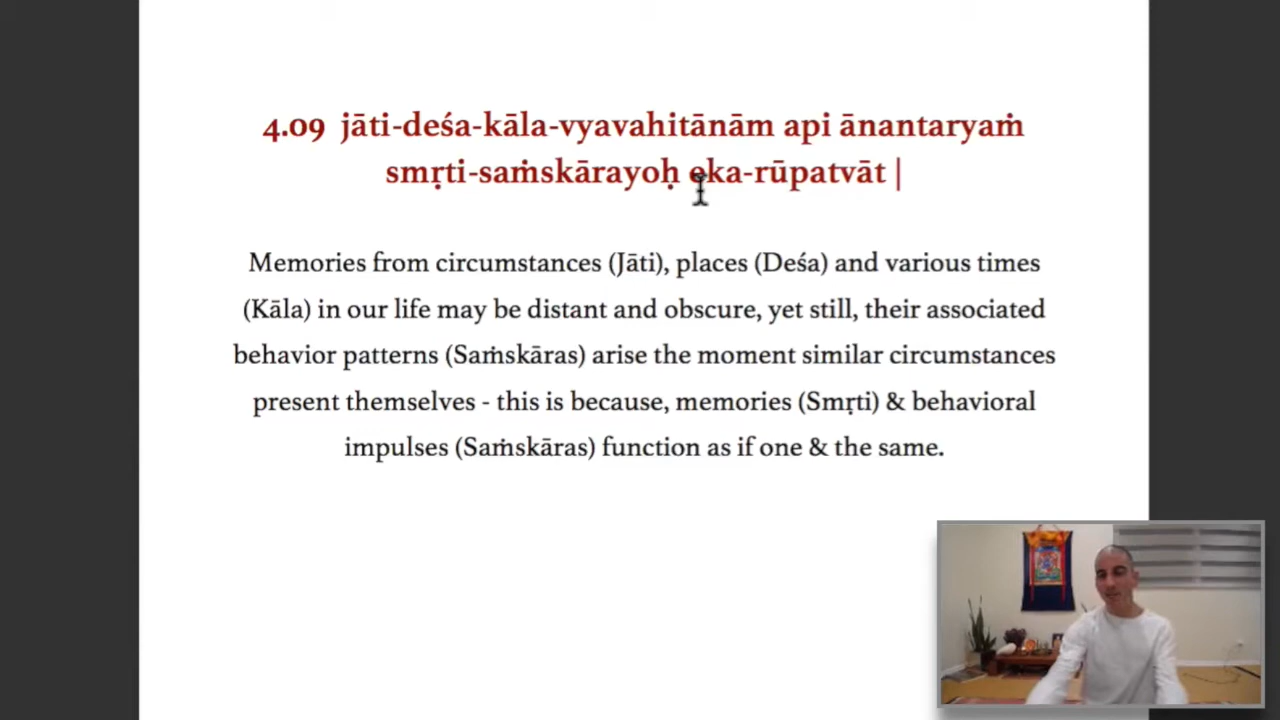 4.09 jāti-deśa-kāla-vyavahitānām api ānantaryaṁ
smṛti-saṁskārayoḥ eka-rūpatvāt |
Memories from circumstances (Jāti), places (Deśa) and various times
(Kāla) in our life may be distant and obscure, yet still, their associated
behavior patterns (Saṁskāras) arise the moment similar circumstances
present themselves - this is because, memories (Smṛti) & behavioral
impulses (Saṁskāras) function as if one & the same.